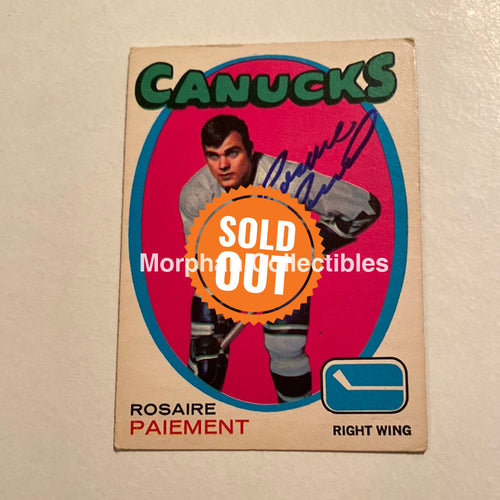 CANUCKS
SOLD
OUT
Morphan Collectibles
ROSAIRE
PAIEMENT
RIGHT WING